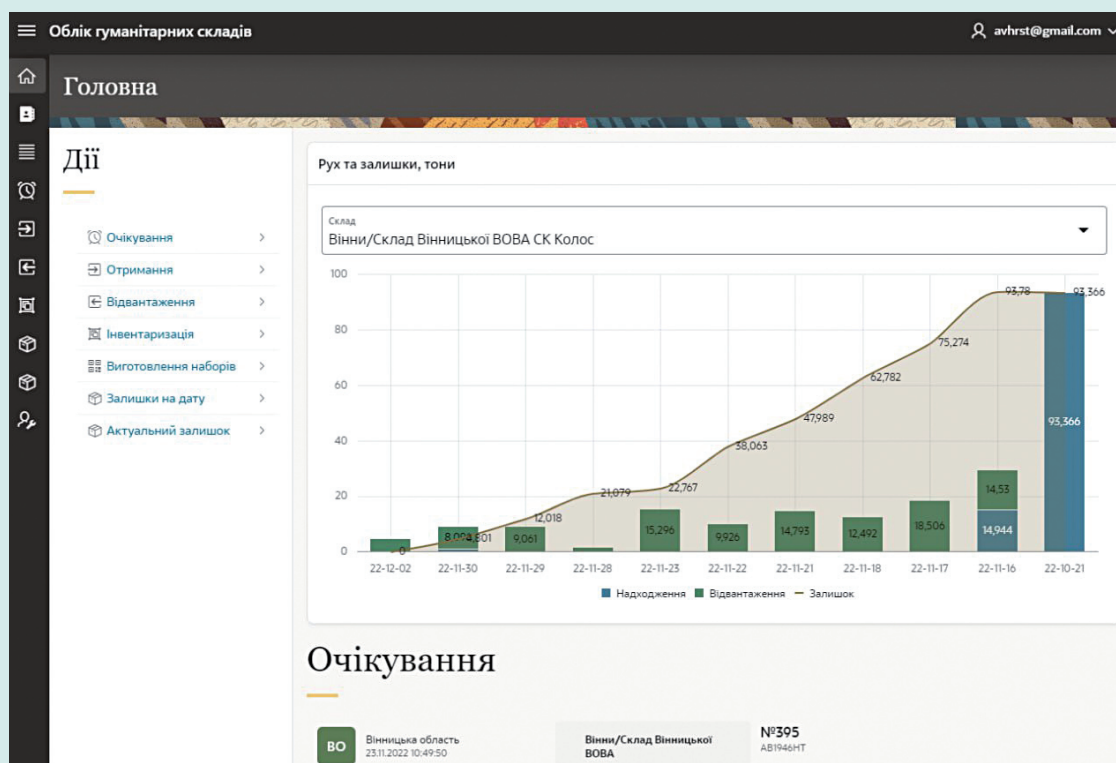 Облік гуманітарних складів
avhrst@gmail.com
Головна
Дії
Очікування
Отримання
Відвантаження
Інвентаризація
Виготовлення наборів
Залишки на дату
Актуальний залишок
Рух та залишки, тони
Склад
Вінни/Склад Вінницької ВОВА СК Колос
100
80
60
40
20
0
0
4,801
12,018
21,079
22,767
38,063
47,989
62,782
75,274
93,78
93,366
9,061
15,296
9,926
14,793
12,492
18,506
14,53
14,944
93,366
22-12-02 22-11-30 22-11-29 22-11-28 22-11-23 22-11-22 22-11-21 22-11-18 22-11-17 22-11-16 22-10-21
Надходження Відвантаження Залишок
Очікування
ВО
Вінницька область
23.11.2022 10:49:50
Вінни/Склад Вінницької
ВОВА
№395
АВ1946НТ